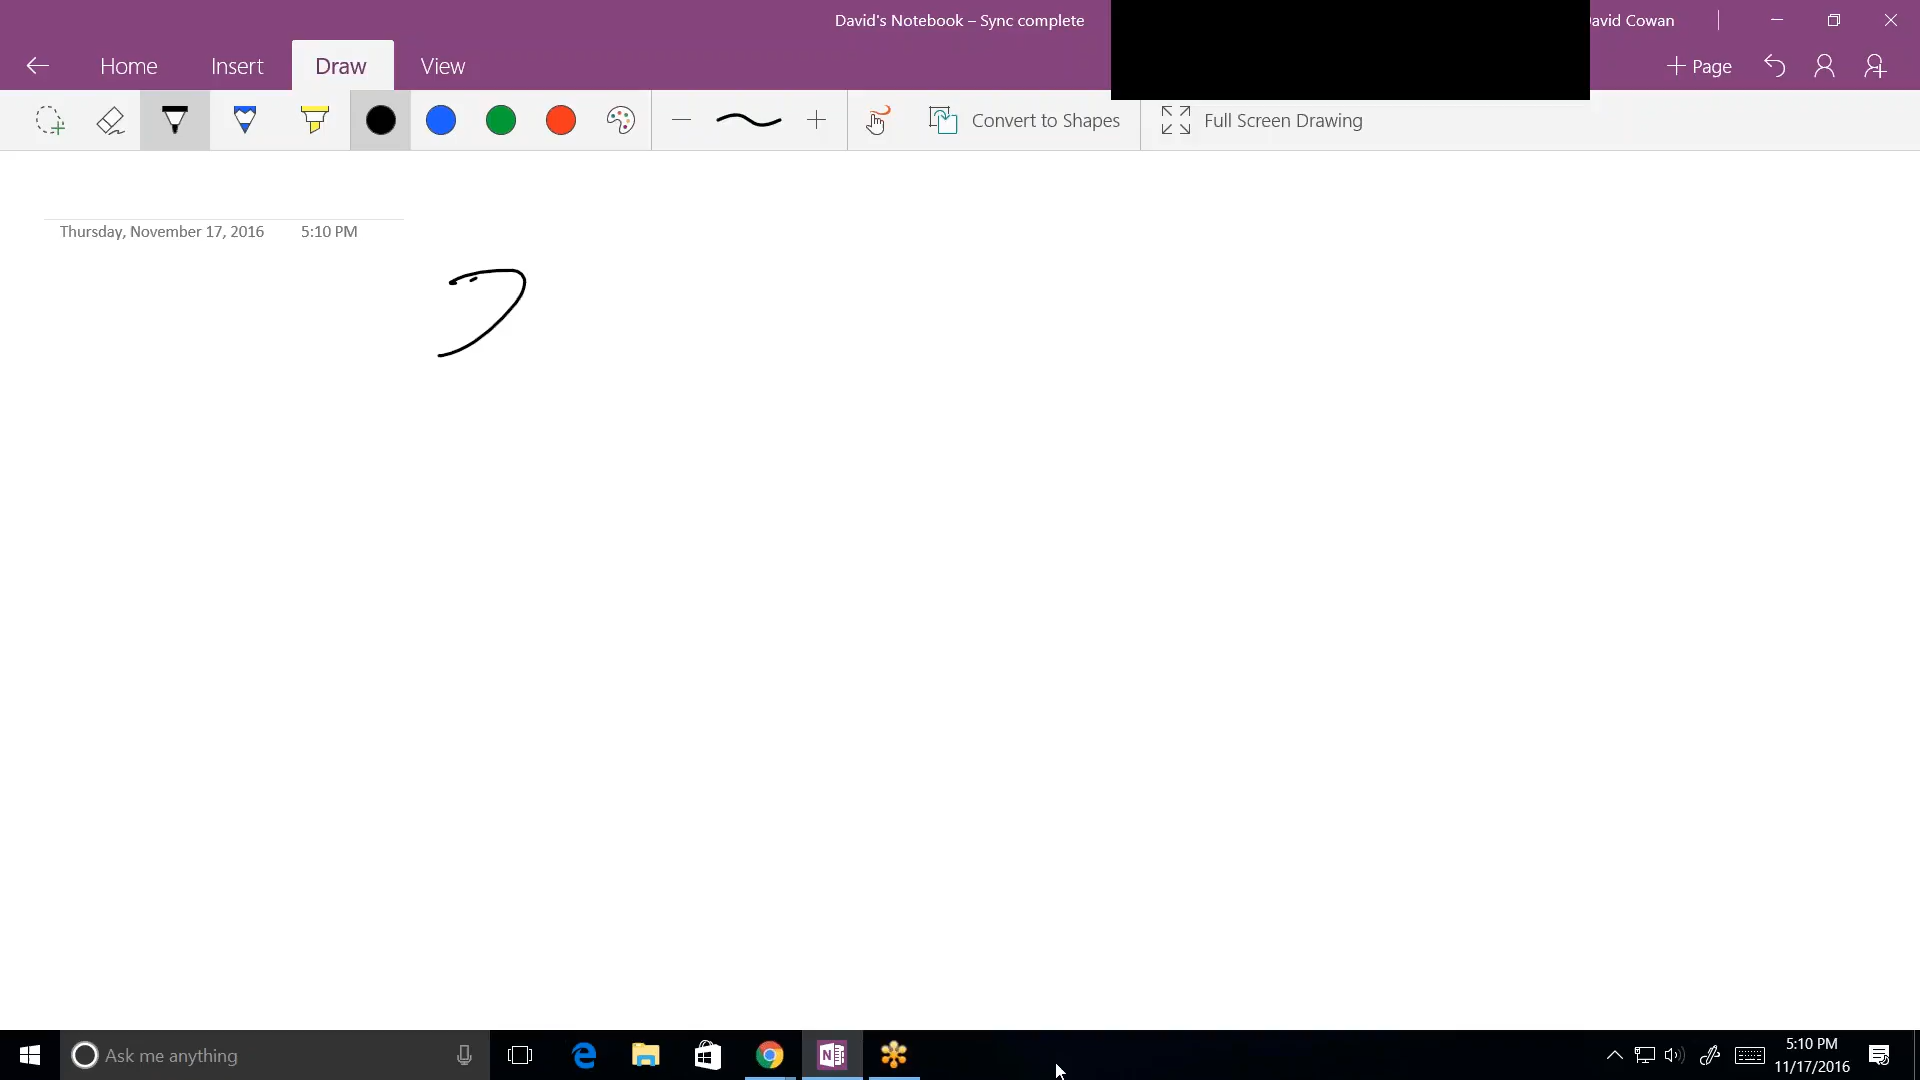 David's Notebook – Sync complete
avid Cowan
Home Insert Draw View
Page
Convert to Shapes Full Screen Drawing
Thursday, November 17, 2016 5:10 PM
Ask me anything
5:10 PM
11/17/2016